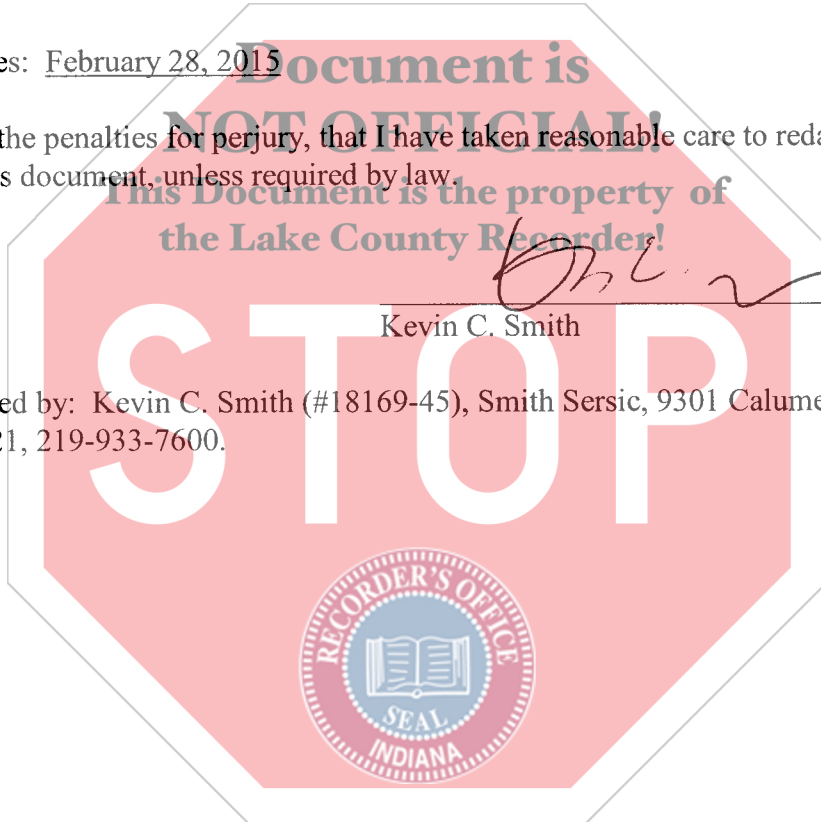 es: February 28, 2015
Document is
NOT OFFICIAL!
the penalties for perjury, that I have taken reasonable care to reda
s document, unless required by law.
This Document is the property of
the Lake County Recorder!
Kevin C. Smith
STOP
ed by: Kevin C. Smith (#18169-45), Smith Sersic, 9301 Calume
21, 219-933-7600.
RECORDER'S OFFICE
SEAL
INDIANA